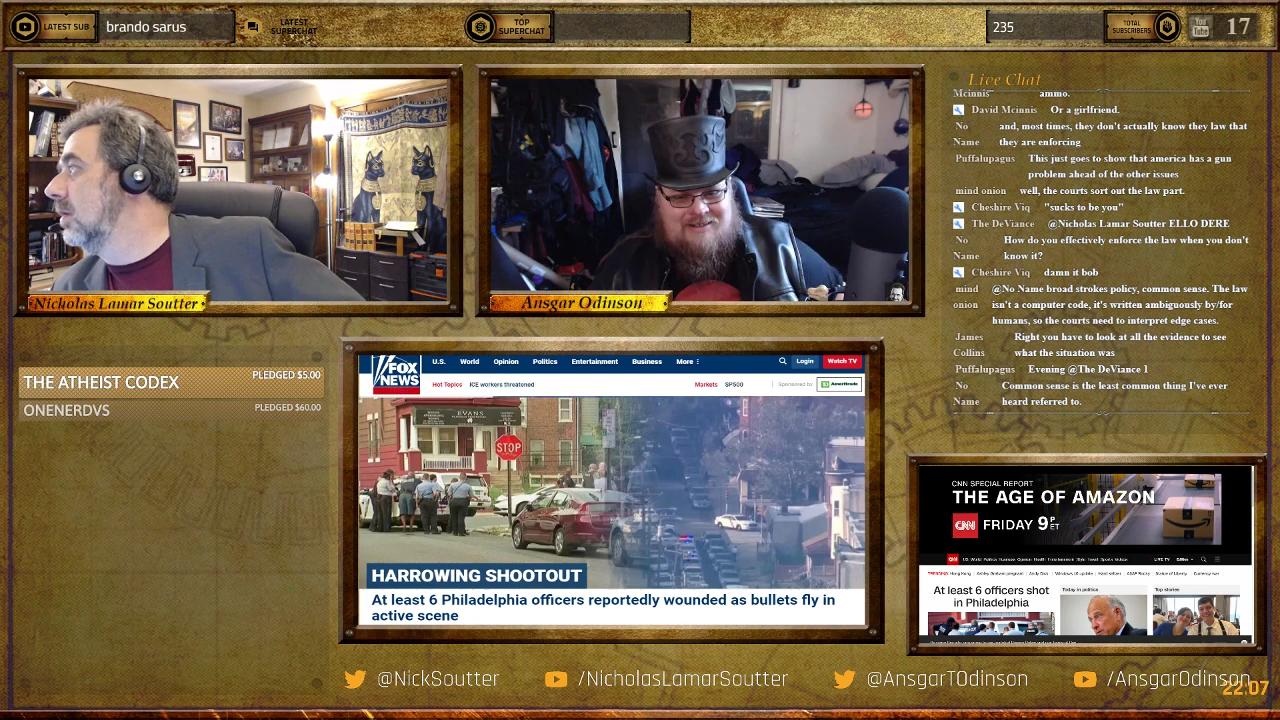 LATEST SUB
brando sarus
LATEST
SUPERCHAT
TOP
SUPERCHAT
235
TOTAL
SUBSCRIBERS
You
Tube
17
Nicholas Lamar Soutter
Ansgar Odinson
Live Chat
Mcinnis ammo.
David Mcinnis Or a girlfriend.
No and, most times, they don't actually know they law that
Name they are enforcing
Puffalupagus This just goes to show that america has a gun
problem ahead of the other issues
mind onion well, the courts sort out the law part.
Cheshire Viq "sucks to be you"
The DeViance @Nicholas Lamar Soutter ELLO DERE
No How do you effectively enforce the law when you don't
Name know it?
Cheshire Viq damn it bob
mind @No Name broad strokes policy, common sense. The law
onion isn't a computer code, it's written ambiguously by/for
humans, so the courts need to interpret edge cases.
James Right you have to look at all the evidence to see
Collins what the situation was
Puffalupagus Evening @The DeViance 1
No Common sense is the least common thing I've ever
Name heard referred to.
THE ATHEIST CODEX PLEDGED $5.00
ONENERDVS PLEDGED $60.00
FOX
NEWS
U.S. World Opinion Politics Entertainment Business More
Login Watch TV
Hot Topics ICE workers threatened Markets SP500 Sponsored by Ameritrade
EVANS
STOP
HARROWING SHOOTOUT
At least 6 Philadelphia officers reportedly wounded as bullets fly in
active scene
CNN SPECIAL REPORT
THE AGE OF AMAZON
CNN FRIDAY 9P ET
At least 6 officers shot
in Philadelphia
Today in politics
Top stories
@NickSoutter /NicholasLamarSoutter @AnsgarTOdinson /AnsgarOdinson
22:07